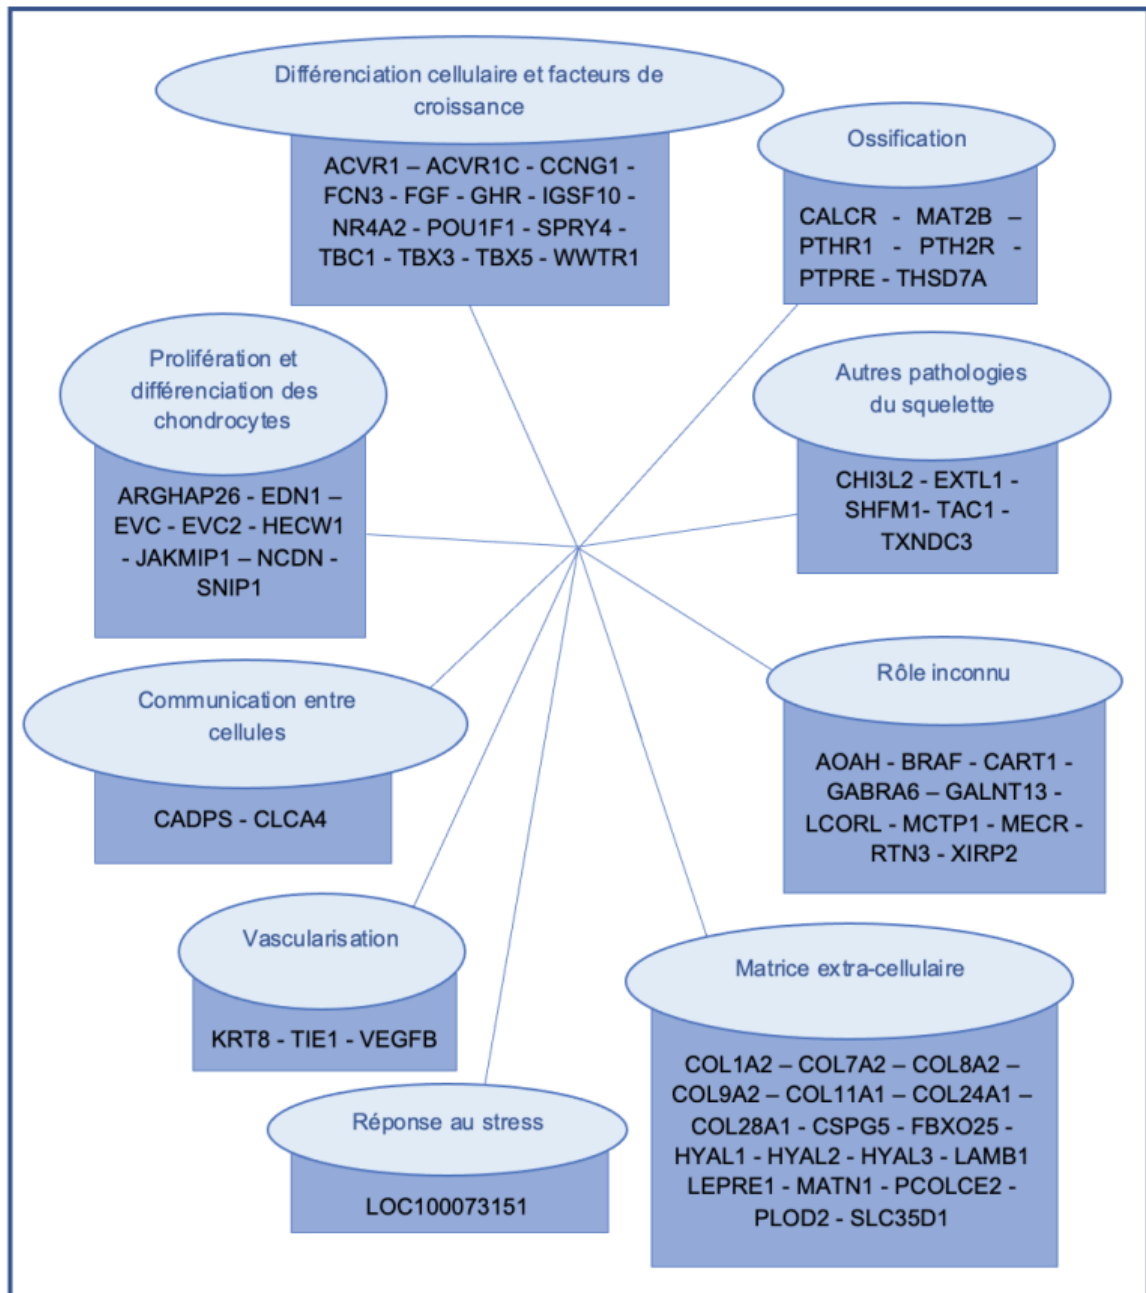 Différenciation cellulaire et facteurs de
croissance
ACVR1 – ACVR1C - CCNG1 -
FCN3 - FGF - GHR - IGSF10 -
NR4A2 - POU1F1 - SPRY4 -
TBC1 - TBX3 - TBX5 - WWTR1
Ossification
CALCR - MAT2B –
PTHR1 - PTH2R -
PTPRE - THSD7A
Prolifération et
différenciation des
chondrocytes
ARGHAP26 - EDN1 –
EVC - EVC2 - HECW1
- JAKMIP1 – NCDN -
SNIP1
Autres pathologies
du squelette
CHI3L2 - EXTL1 -
SHFM1- TAC1 -
TXNDC3
Communication entre
cellules
CADPS - CLCA4
Rôle inconnu
AOAH - BRAF - CART1 -
GABRA6 – GALNT13 -
LCORL - MCTP1 - MECR -
RTN3 - XIRP2
Vascularisation
KRT8 - TIE1 - VEGFB
Matrice extra-cellulaire
COL1A2 – COL7A2 – COL8A2 –
COL9A2 – COL11A1 – COL24A1 –
COL28A1 - CSPG5 - FBXO25 -
HYAL1 - HYAL2 - HYAL3 - LAMB1
LEPRE1 - MATN1 - PCOLCE2 -
PLOD2 - SLC35D1
Réponse au stress
LOC100073151